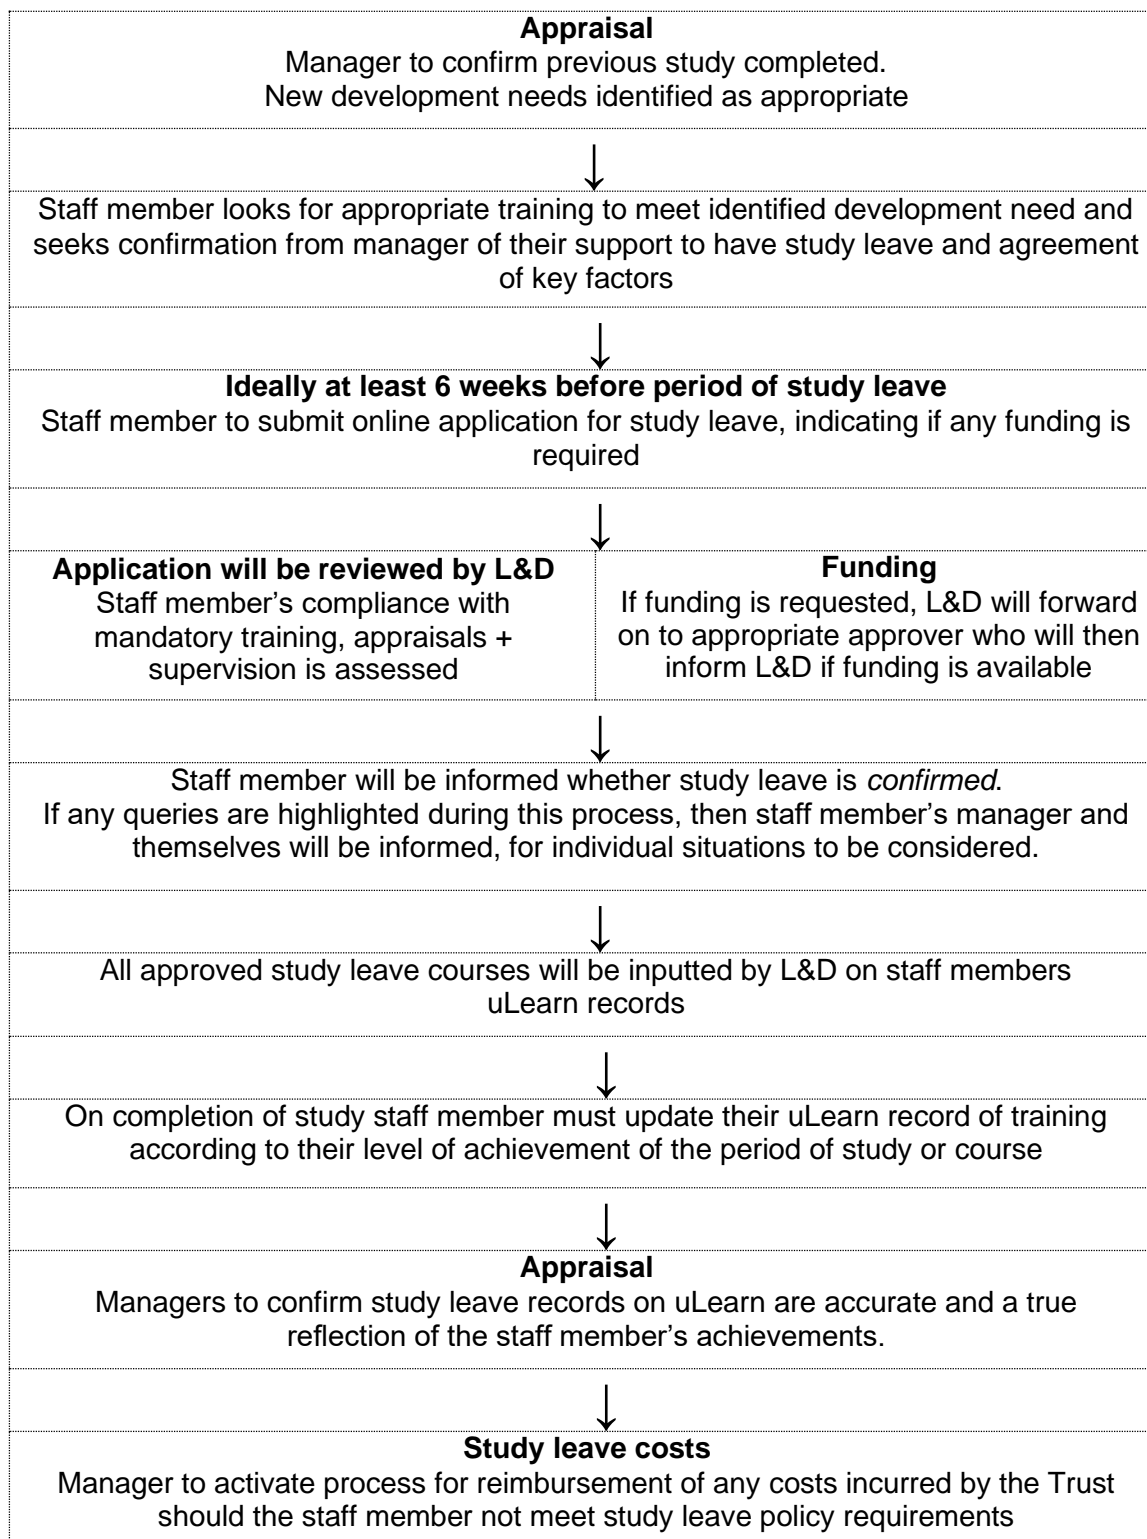 Appraisal
Manager to confirm previous study completed.
New development needs identified as appropriate
↓
Staff member looks for appropriate training to meet identified development need and
seeks confirmation from manager of their support to have study leave and agreement
of key factors
↓
Ideally at least 6 weeks before period of study leave
Staff member to submit online application for study leave, indicating if any funding is
required
↓
Application will be reviewed by L&D
Staff member's compliance with
mandatory training, appraisals +
supervision is assessed
Funding
If funding is requested, L&D will forward
on to appropriate approver who will then
inform L&D if funding is available
↓
Staff member will be informed whether study leave is confirmed.
If any queries are highlighted during this process, then staff member's manager and
themselves will be informed, for individual situations to be considered.
↓
All approved study leave courses will be inputted by L&D on staff members
uLearn records
↓
On completion of study staff member must update their uLearn record of training
according to their level of achievement of the period of study or course
↓
Appraisal
Managers to confirm study leave records on uLearn are accurate and a true
reflection of the staff member's achievements.
↓
Study leave costs
Manager to activate process for reimbursement of any costs incurred by the Trust
should the staff member not meet study leave policy requirements